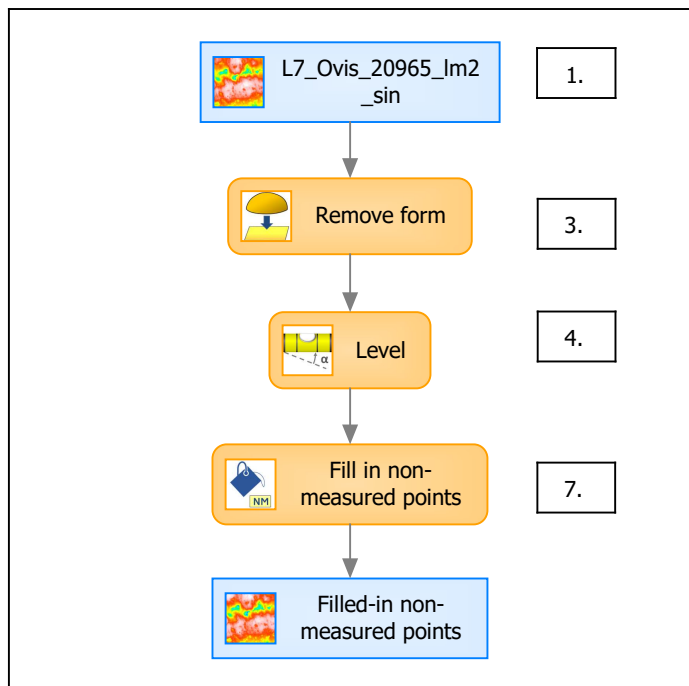 L7_Ovis_20965_lm2
_sin
1.
Remove form
3.
α
Level
4.
Fill in non-
measured points
NM
7.
Filled-in non-
measured points